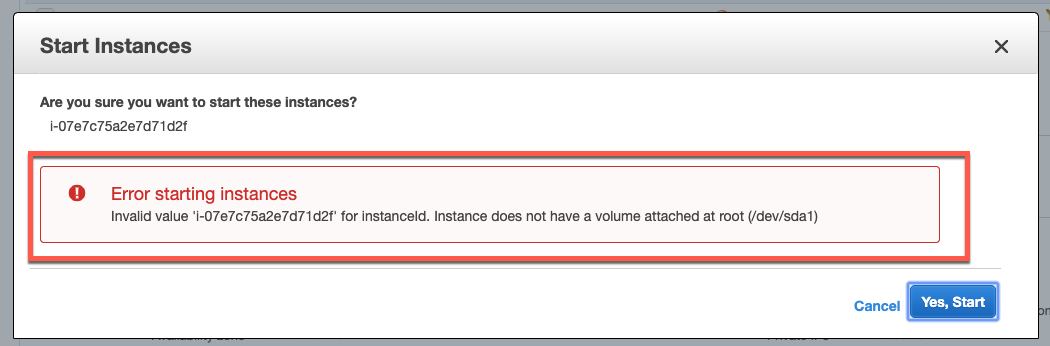 Start Instances
Are you sure you want to start these instances?
i-07e7c75a2e7d71d2f
Error starting instances
Invalid value 'i-07e7c75a2e7d71d2f' for instanceId. Instance does not have a volume attached at root (/dev/sda1)
Cancel
Yes, Start